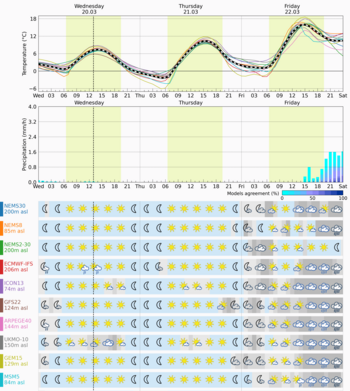 Wednesday
20.03
Thursday
21.03
Friday
22.03
Temperature (°C)
18
12
6
0
−6
Wed 03 06 09 12 15 18 21 Thu 03 06 09 12 15 18 21 Fri 03 06 09 12 15 18 21 Sat
Wednesday
Thursday
Friday
Precipitation (mm/h)
4.0
3.2
2.4
1.6
0.8
0.0
Wed 03 06 09 12 15 18 21 Thu 03 06 09 12 15 18 21 Fri 03 06 09 12 15 18 21 Sat
Models agreement (%)
0 50 100
NEMS30
200m asl
NEMS8
85m asl
NEMS2-30
200m asl
ECMWF-IFS
206m asl
ICON13
74m asl
GFS22
124m asl
ARPEGE40
144m asl
UKMO-10
150m asl
GEM15
129m asl
MSM5
84m asl